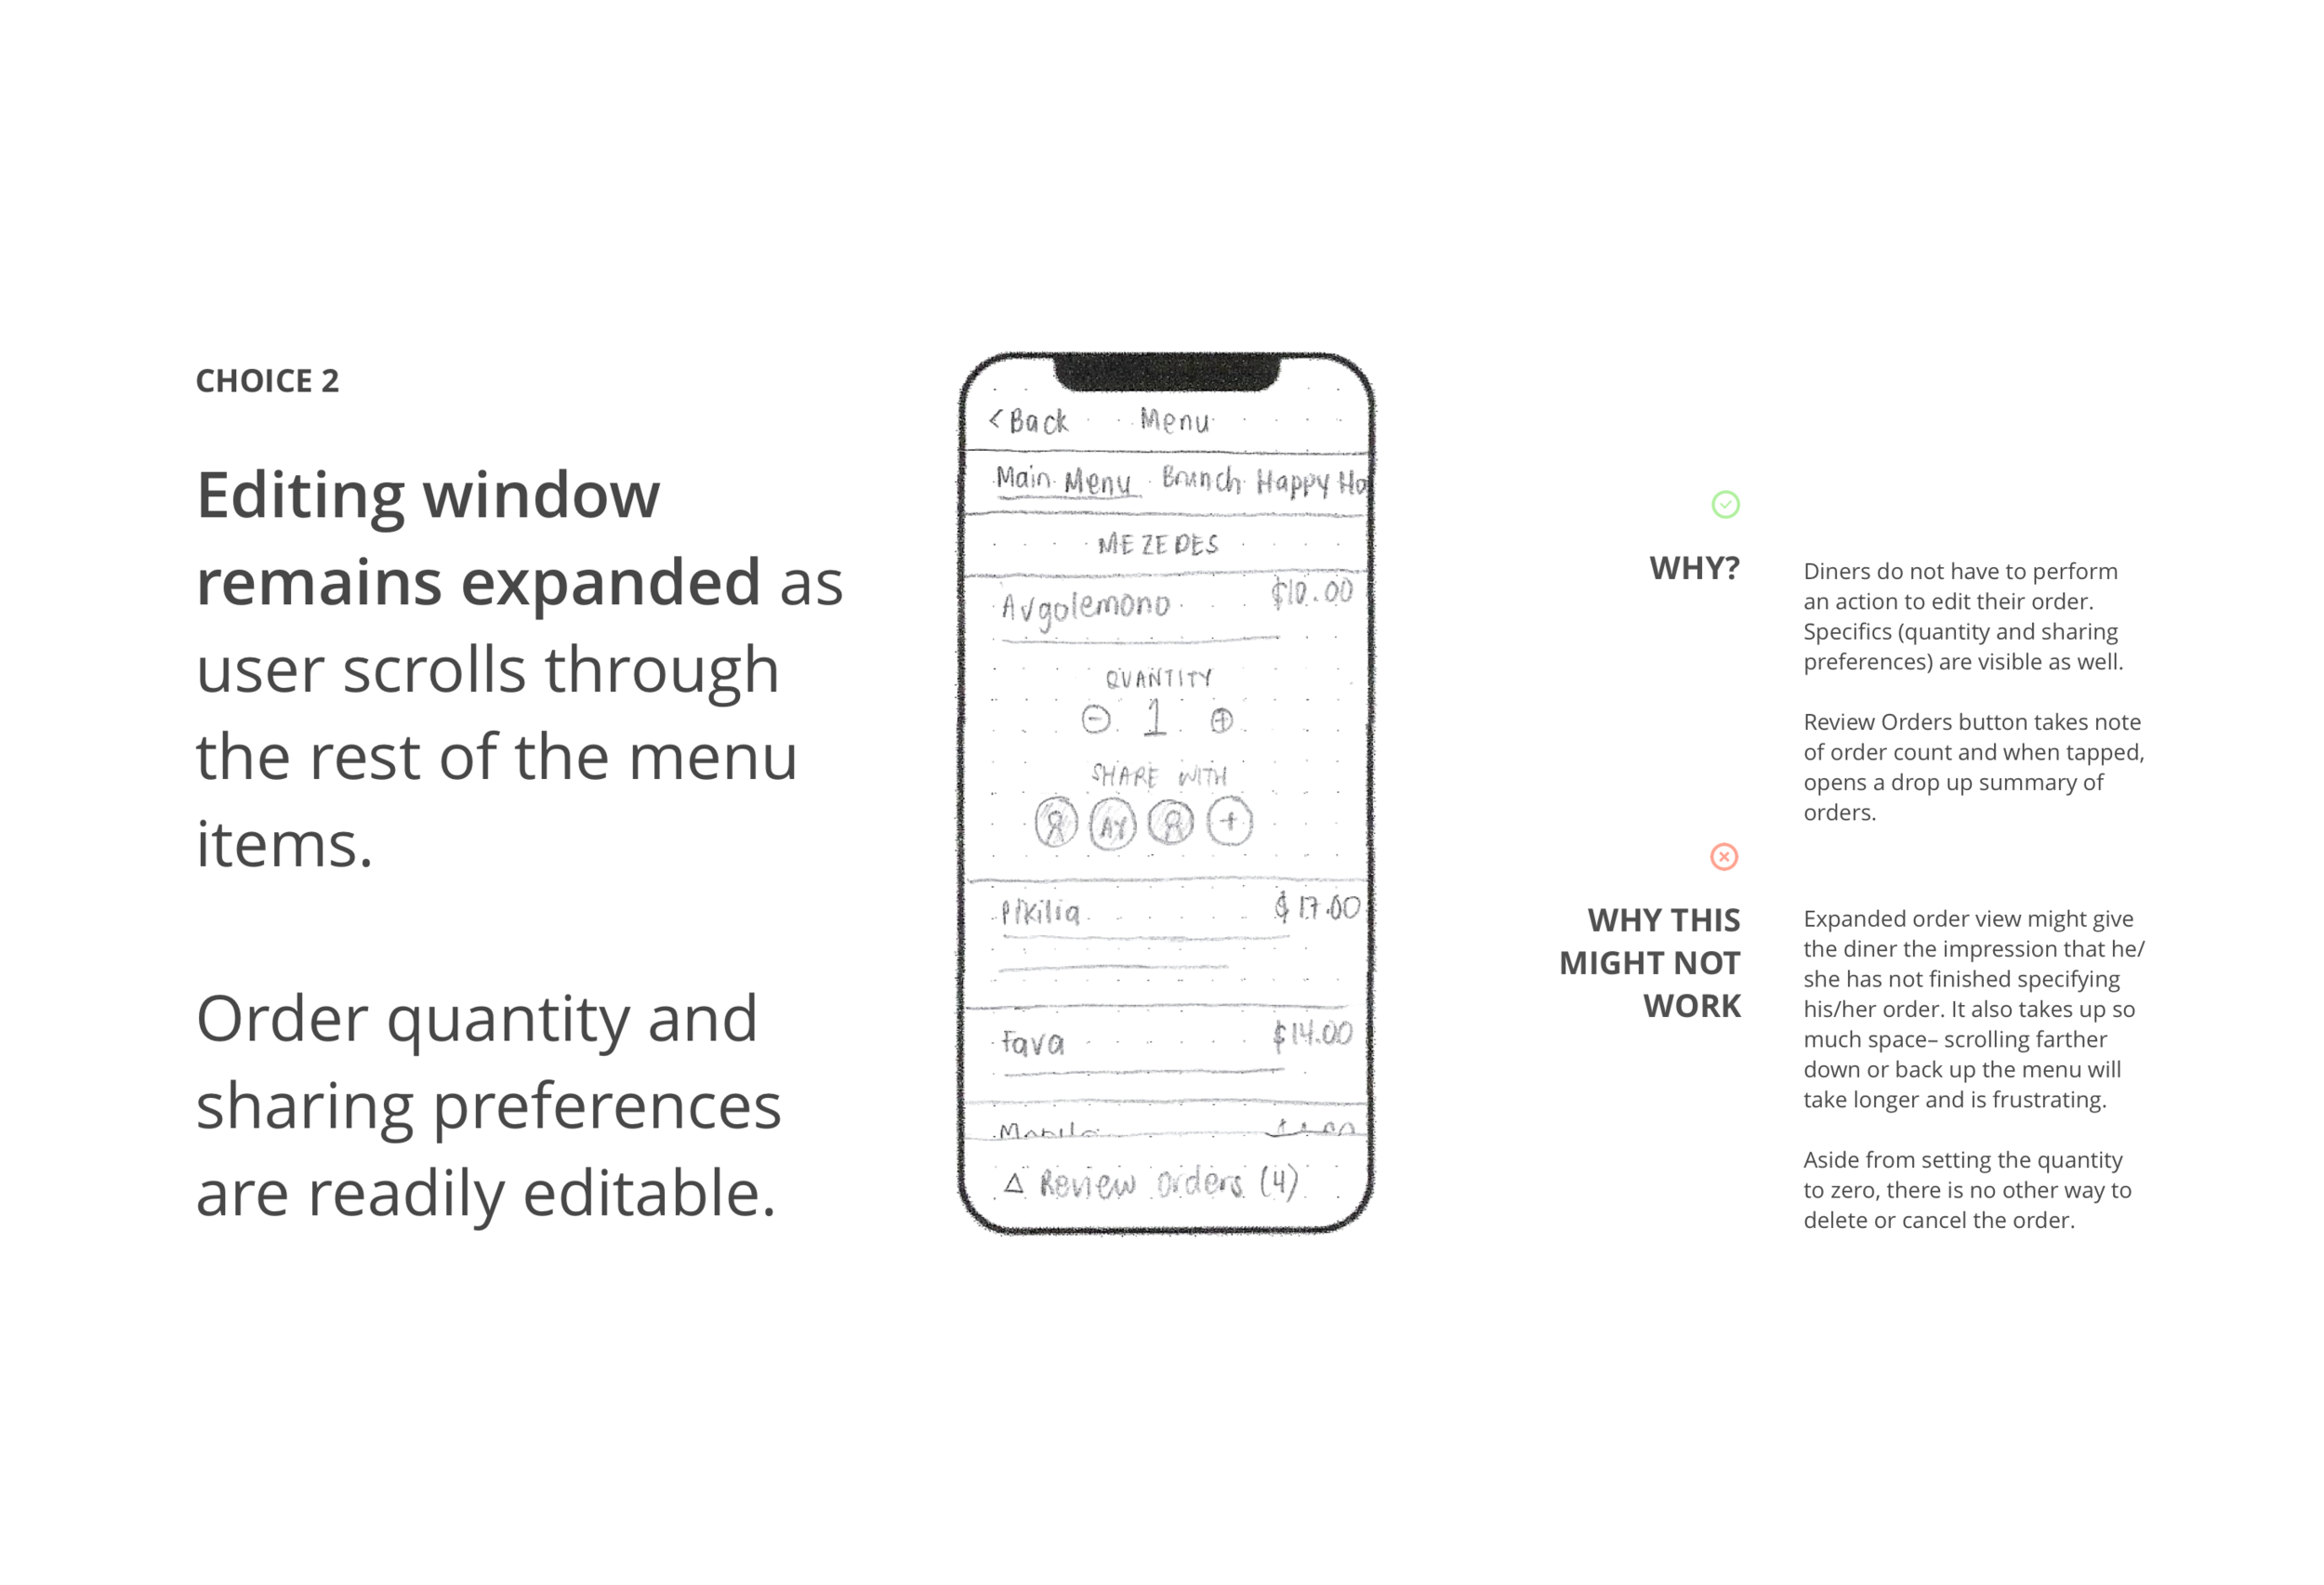 CHOICE 2
Editing window
remains expanded as
user scrolls through
the rest of the menu
items.
Order quantity and
sharing preferences
are readily editable.
< Back Menu
Main Menu Brunch Happy Ho
MEZEDES
Avgolemono $10.00
QUANTITY
- 1 +
SHARE WITH
AY +
Pikilia $17.00
Fava $14.00
Review orders (4)
WHY?
Diners do not have to perform
an action to edit their order.
Specifics (quantity and sharing
preferences) are visible as well.
Review Orders button takes note
of order count and when tapped,
opens a drop up summary of
orders.
WHY THIS
MIGHT NOT
WORK
Expanded order view might give
the diner the impression that he/
she has not finished specifying
his/her order. It also takes up so
much space– scrolling farther
down or back up the menu will
take longer and is frustrating.
Aside from setting the quantity
to zero, there is no other way to
delete or cancel the order.